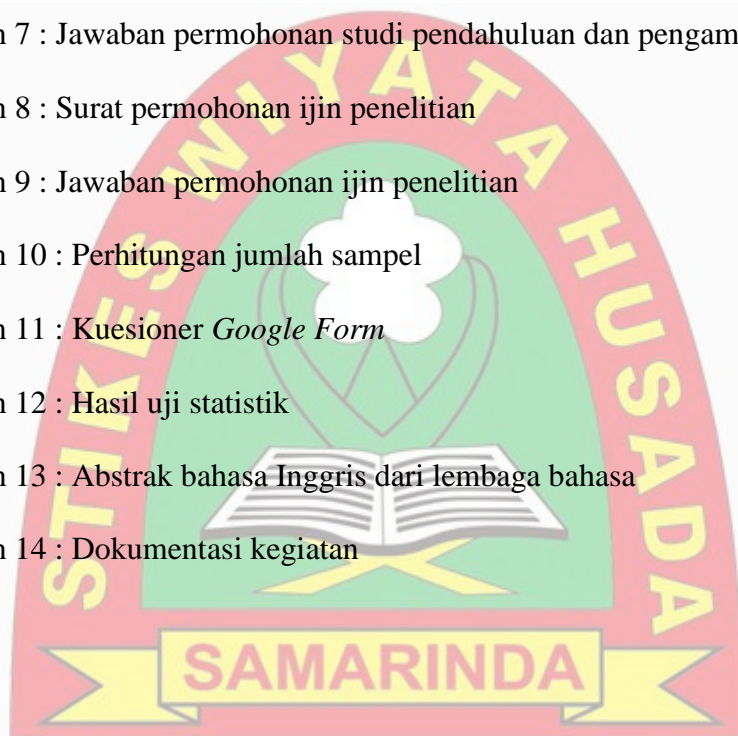 n 7 : Jawaban permohonan studi pendahuluan dan pengam
n 8 : Surat permohonan ijin penelitian
n 9 : Jawaban permohonan ijin penelitian
n 10 : Perhitungan jumlah sampel
n 11 : Kuesioner Google Form
n 12 : Hasil uji statistik
n 13 : Abstrak bahasa Inggris dari lembaga bahasa
n 14 : Dokumentasi kegiatan
STIKES WIYATA HUSADA
SAMARINDA